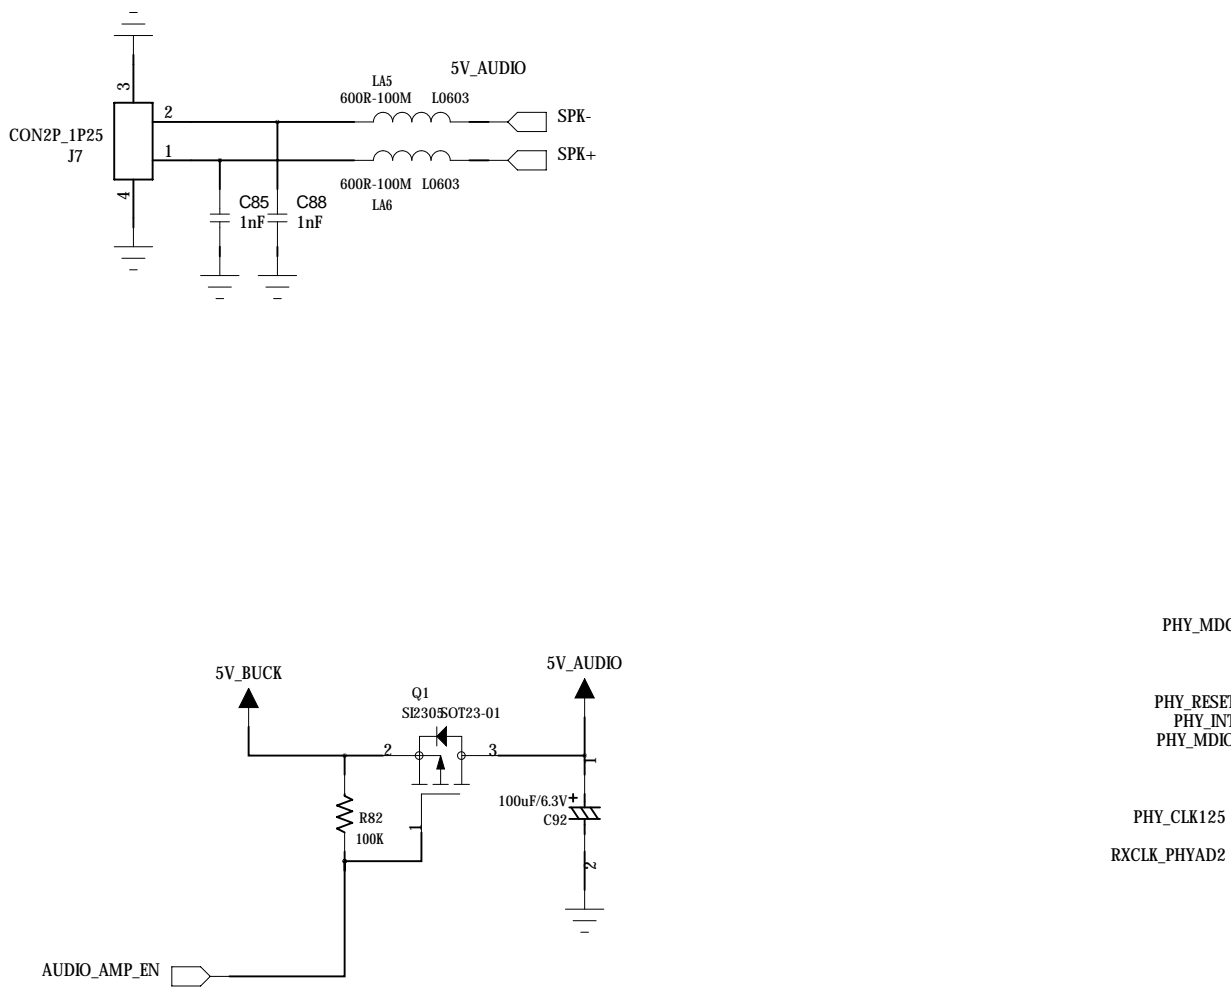 5V_AUDIO
LA5
600R-100M L0603
3
2
SPK-
CON2P_1P25
J7
1
SPK+
600R-100M L0603
4
C85
C88
LA6
1nF
1nF
PHY_MDC
5V_BUCK
5V_AUDIO
Q1
SI2305 SOT23-01
PHY_RESET
PHY_INT
PHY_MDIO
2
3
1
100uF/6.3V+
C92
R82
100K
1
PHY_CLK125
2
RXCLK_PHYAD2
AUDIO_AMP_EN